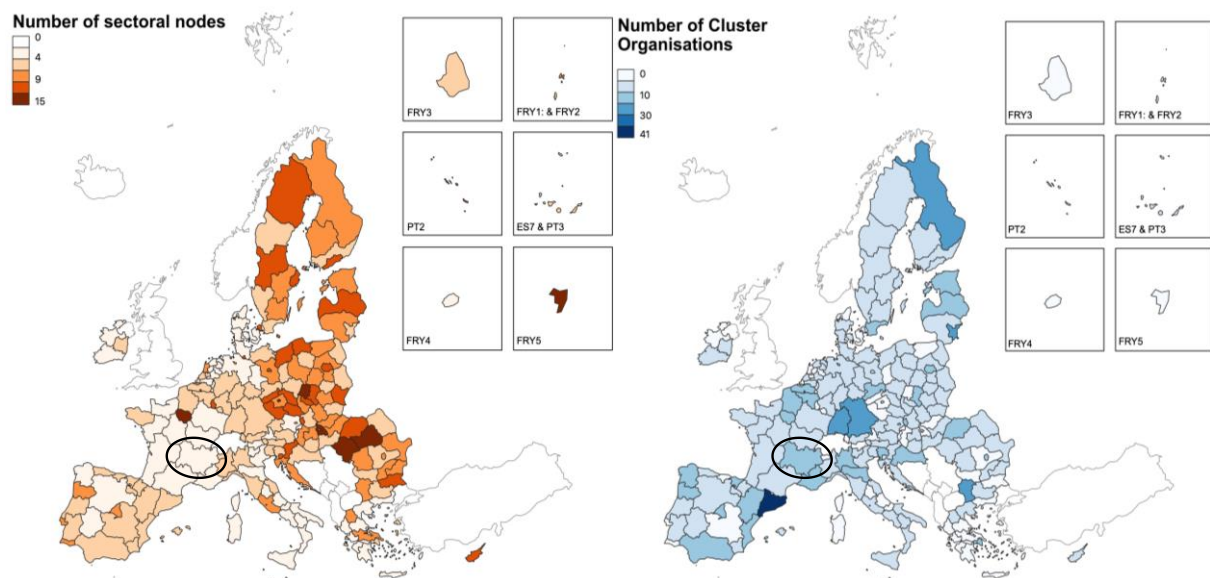 Number of sectoral nodes
0
4
9
15
FRY3
FRY1: & FRY2
PT2
ES7 & PT3
FRY4
FRY5
Number of Cluster
Organisations
0
10
30
41
FRY3
FRY1: & FRY2
PT2
ES7 & PT3
FRY4
FRY5